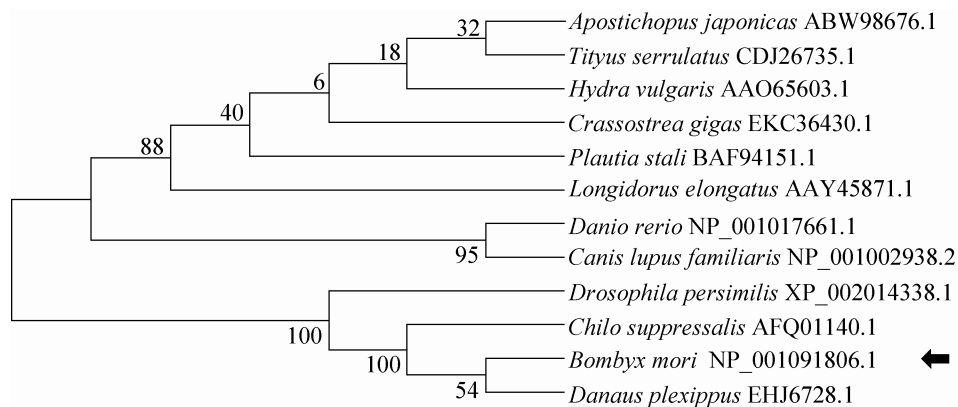 Apostichopus japonicas ABW98676.1
32
Tityus serrulatus CDJ26735.1
18
Hydra vulgaris AAO65603.1
6
Crassostrea gigas EKC36430.1
40
Plautia stali BAF94151.1
88
Longidorus elongatus AAY45871.1
Danio rerio NP_001017661.1
95
Canis lupus familiaris NP_001002938.2
Drosophila persimilis XP_002014338.1
100
Chilo suppressalis AFQ01140.1
100
Bombyx mori NP_001091806.1
54
Danaus plexippus EHJ6728.1